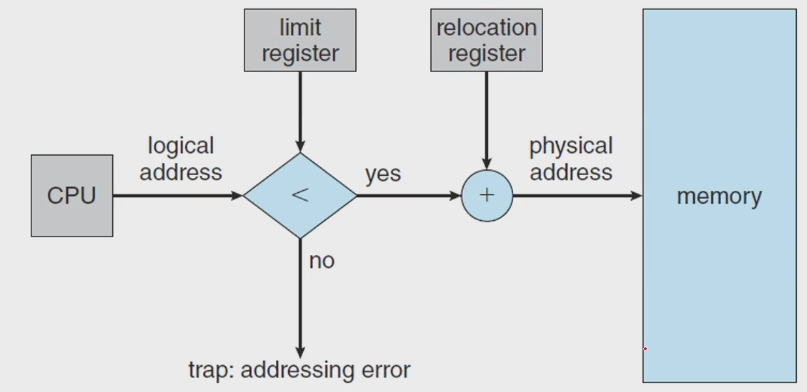 limit
register
relocation
register
logical
address
physical
address
CPU
<
yes
+
memory
no
trap: addressing error